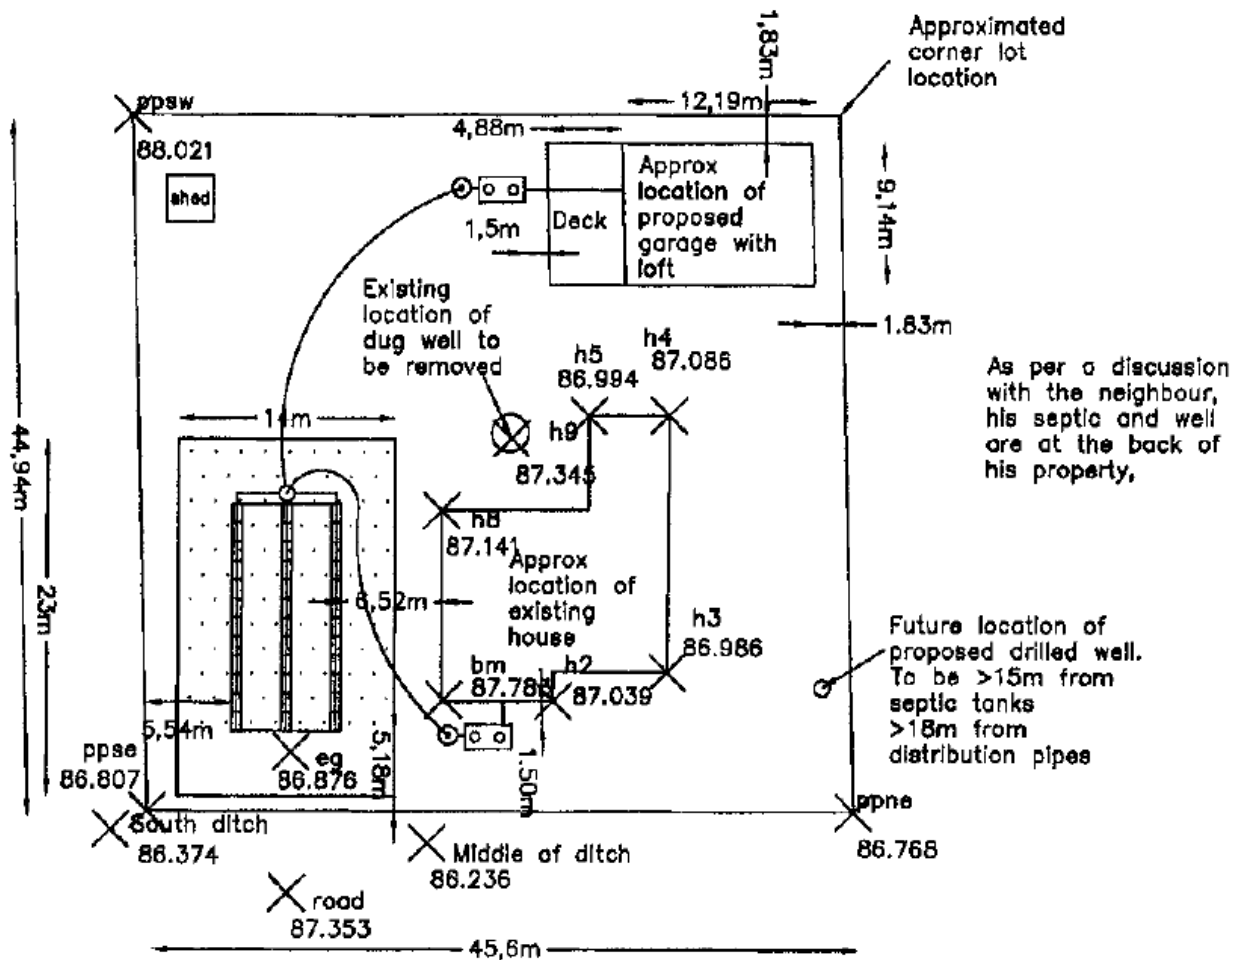 1,83m
Approximated
corner lot
location
ppsw
12,19m
4,88m
88.021
shed
Approx
location of
proposed
garage with
loft
Deck
1,5m
9,14m
1.83m
Existing
location of
dug well to
be removed
h5
86.994
h4
87.086
As per a discussion
with the neighbour,
his septic and well
are at the back of
his property,
14m
h9
87.345
44,94m
23m
h8
87.141
Approx
location of
existing
house
6,52m
h3
86.986
Future location of
proposed drilled well.
To be >15m from
septic tanks
>18m from
distribution pipes
bm
h2
87.039
5,54m
ppse
86.807
eg
86.876
5,18m
1.50m
ppne
86.768
South ditch
86.374
Middle of ditch
86.236
road
87.353
45,6m